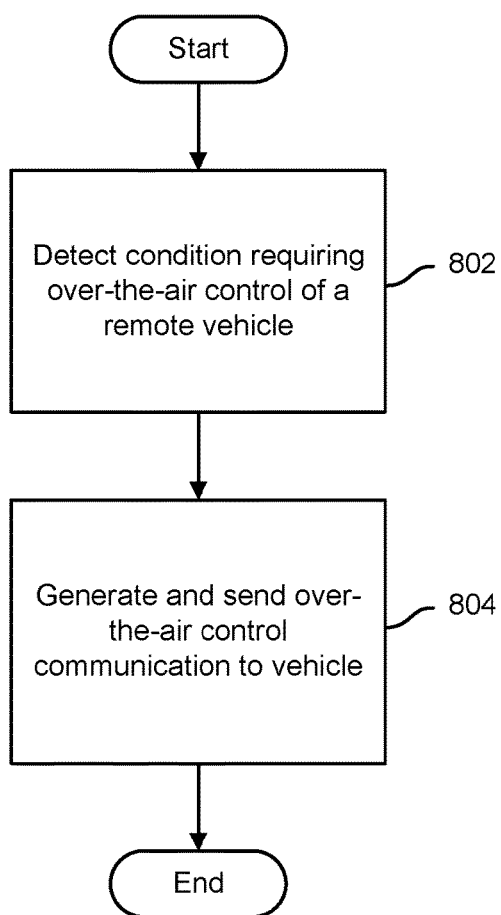 Start
Detect condition requiring
over-the-air control of a
remote vehicle
802
Generate and send over-
the-air control
communication to vehicle
804
End